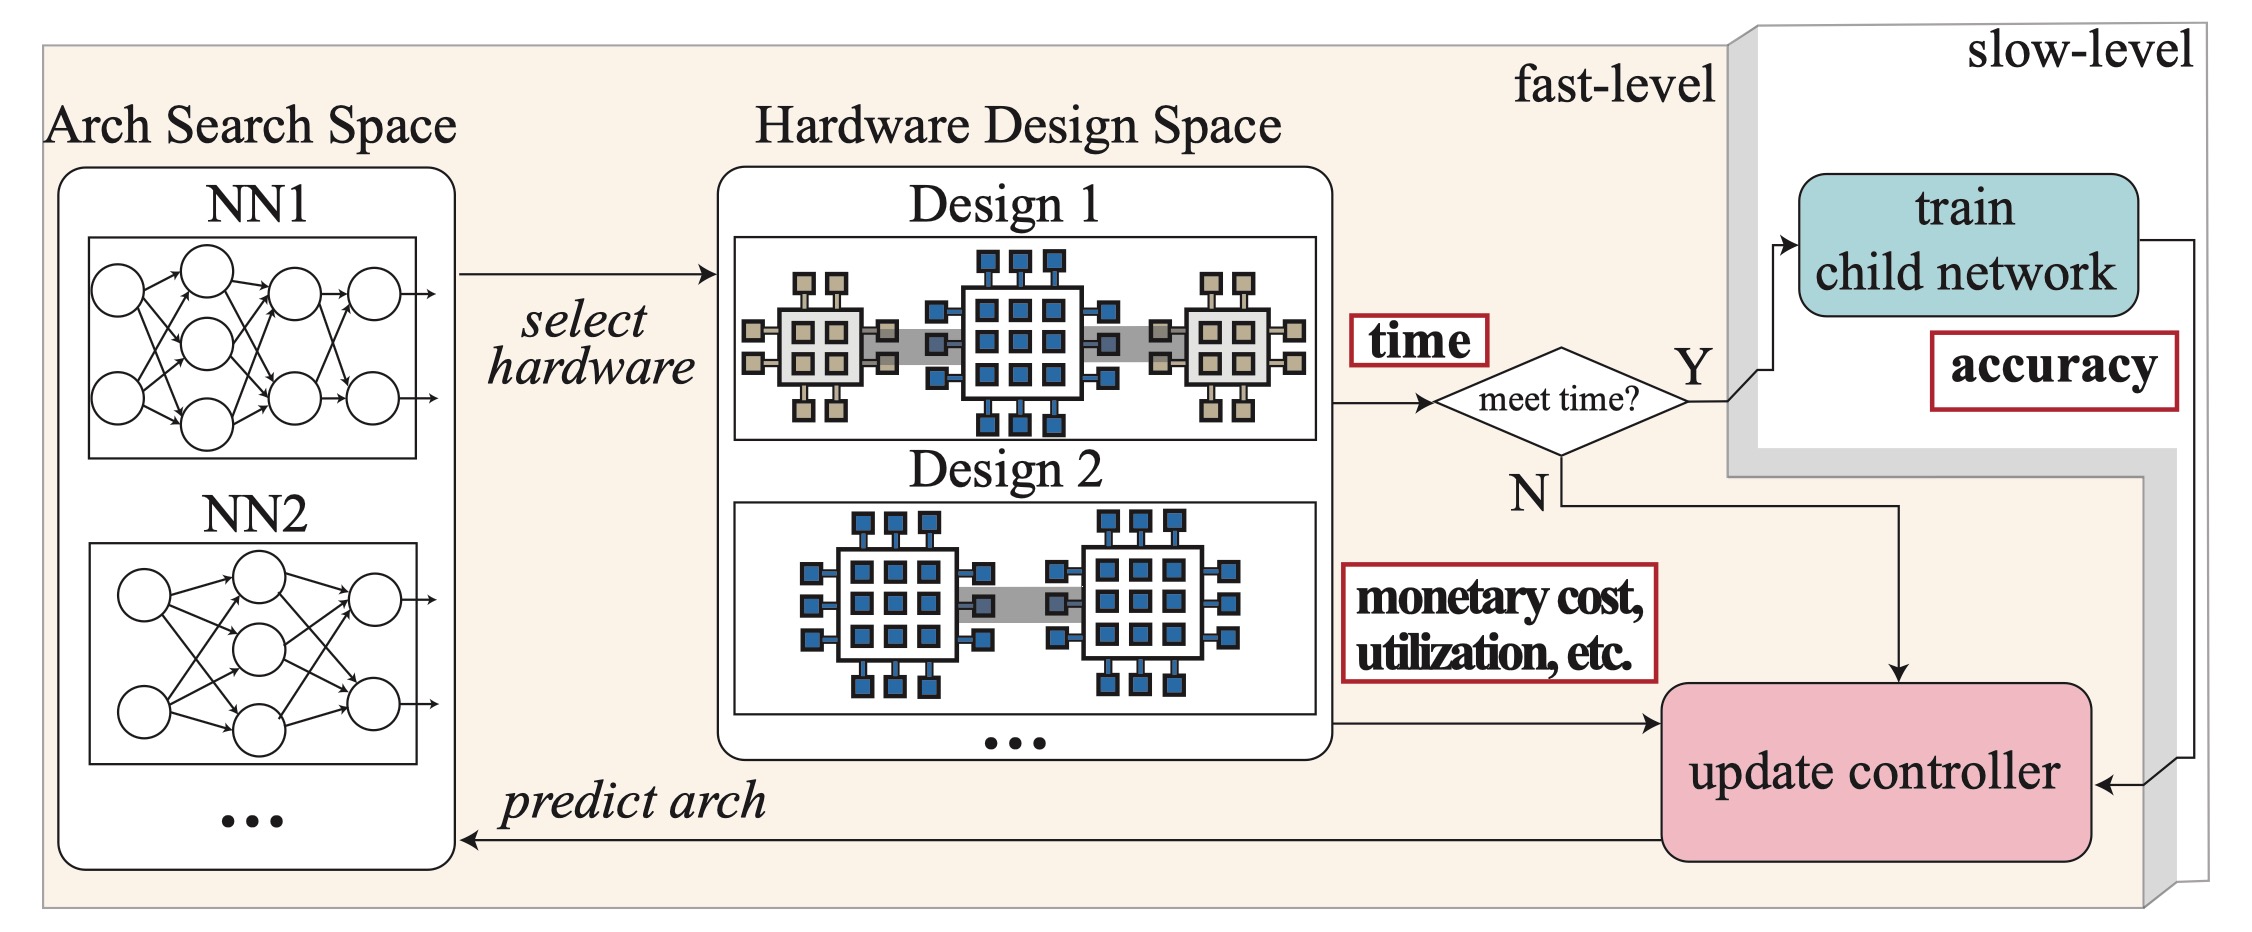 slow-level
fast-level
Arch Search Space
Hardware Design Space
NN1
NN2
...
select
hardware
Design 1
Design 2
...
time
meet time?
Y
N
train
child network
accuracy
monetary cost,
utilization, etc.
update controller
predict arch